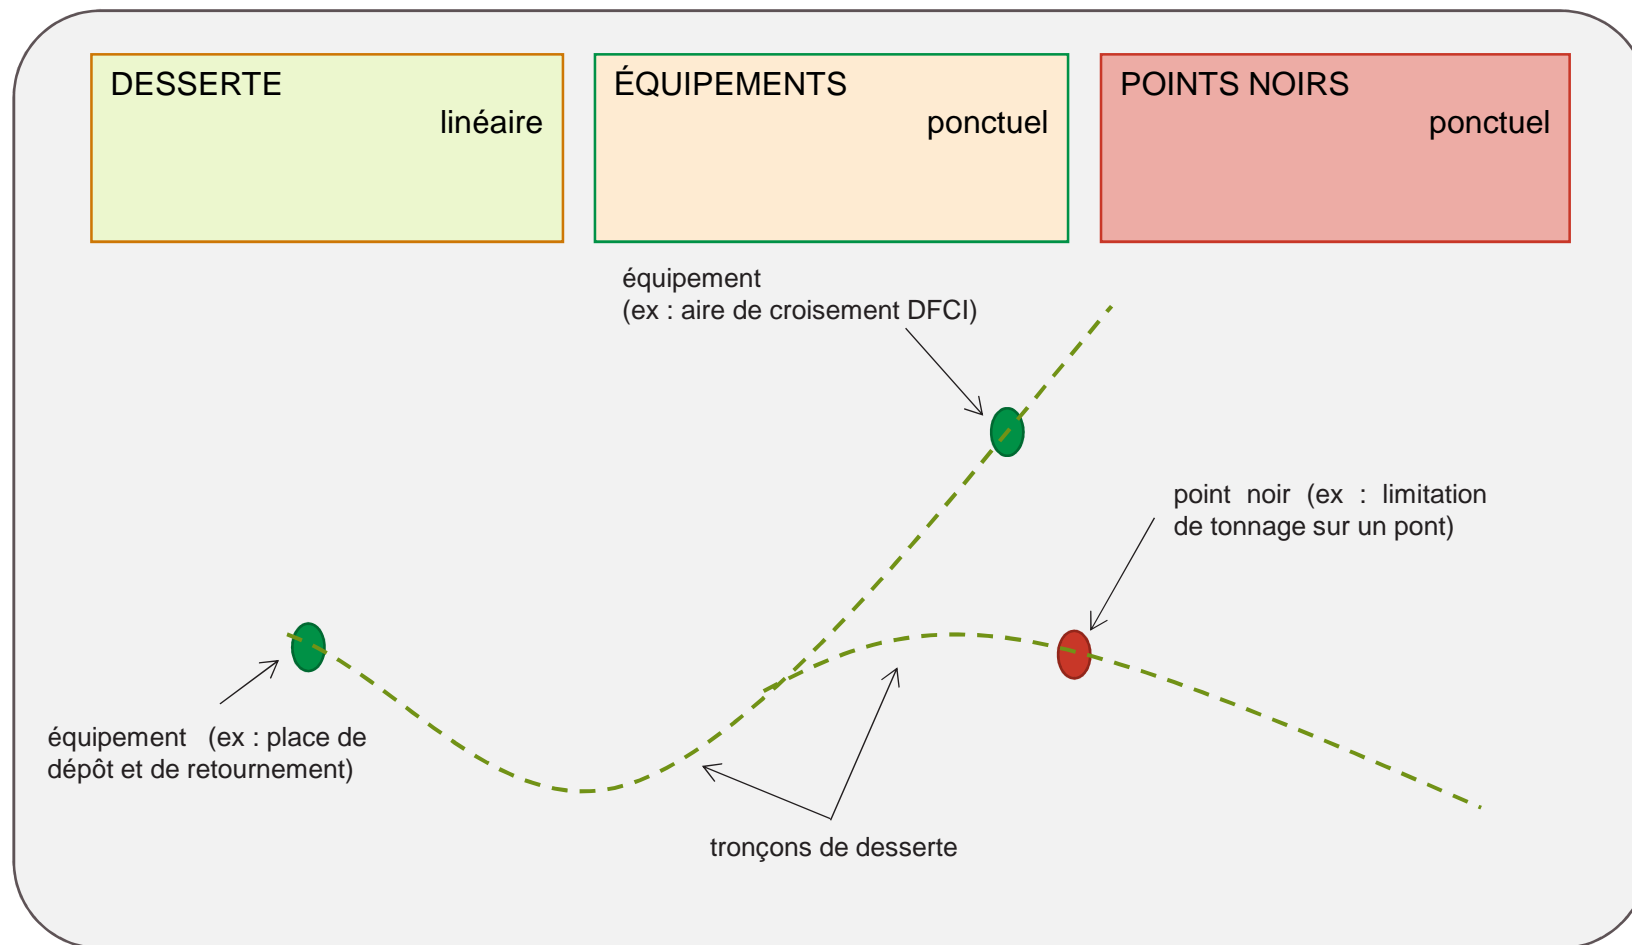 DESSERTE
linéaire
ÉQUIPEMENTS
ponctuel
POINTS NOIRS
ponctuel
équipement
(ex : aire de croisement DFCI)
point noir (ex : limitation
de tonnage sur un pont)
équipement (ex : place de
dépôt et de retournement)
tronçons de desserte